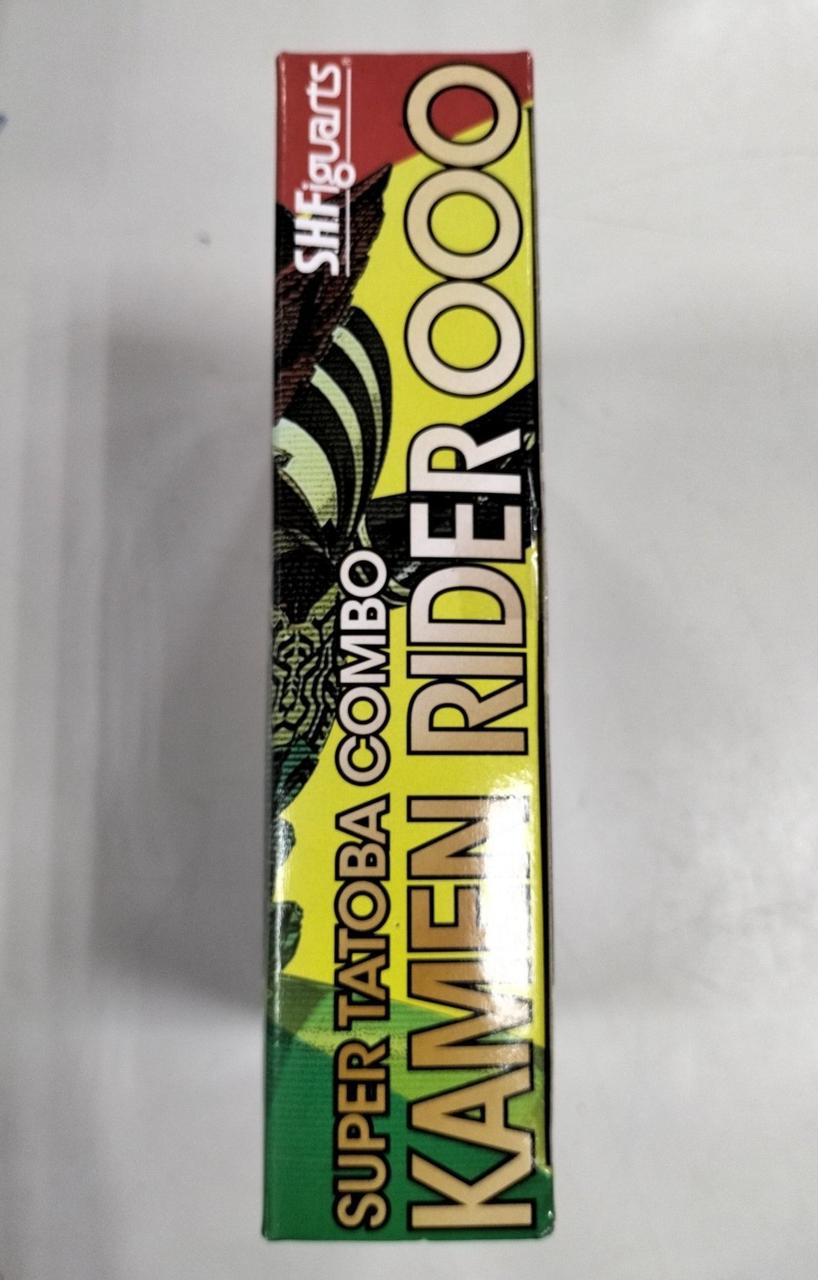 S.H.Figuarts®
SUPER TATOBA COMBO
KAMEN RIDER OOO